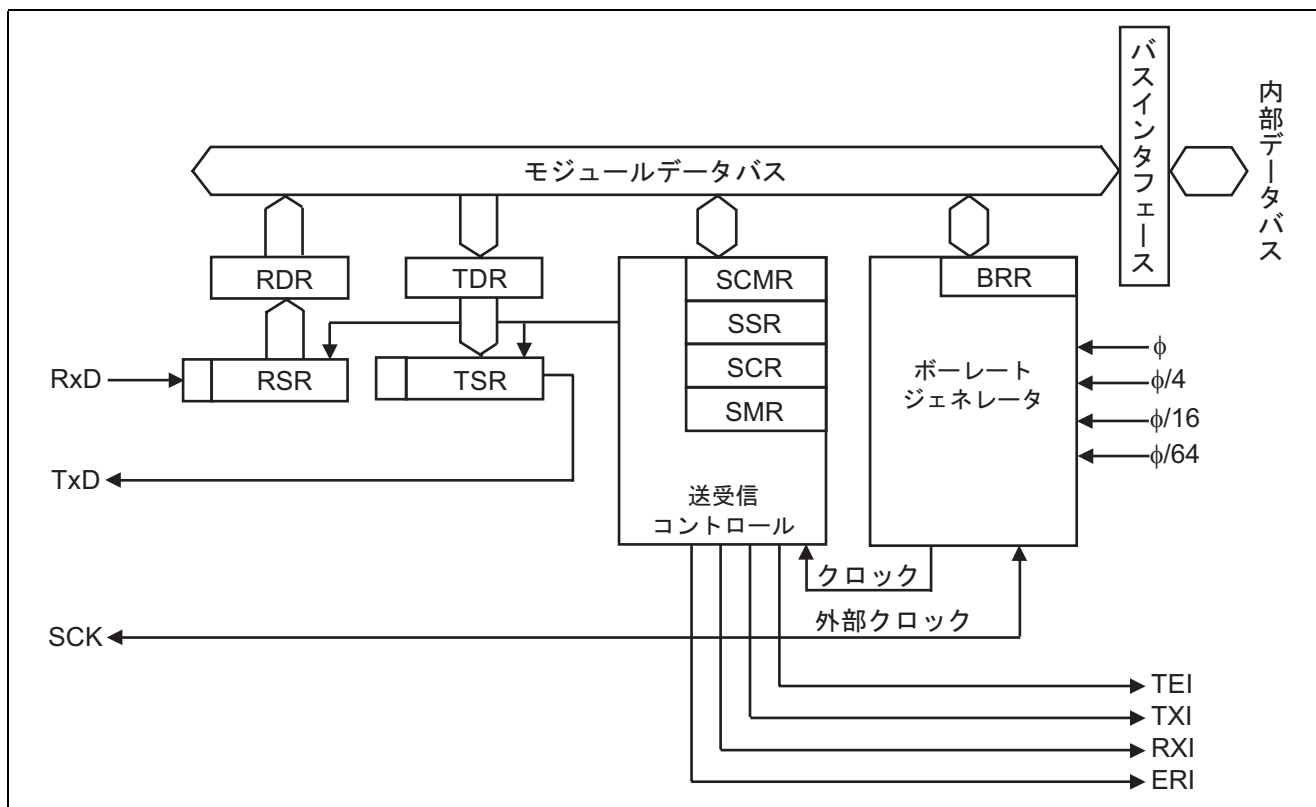 バスインタフェース
内部データバス
モジュールデータバス
RDR
TDR
SCMR
BRR
SSR
SCR
SMR
RSR
TSR
RxD
TxD
ボーレート
ジェネレータ
φ
φ/4
φ/16
φ/64
送受信
コントロール
クロック
外部クロック
SCK
TEI
TXI
RXI
ERI